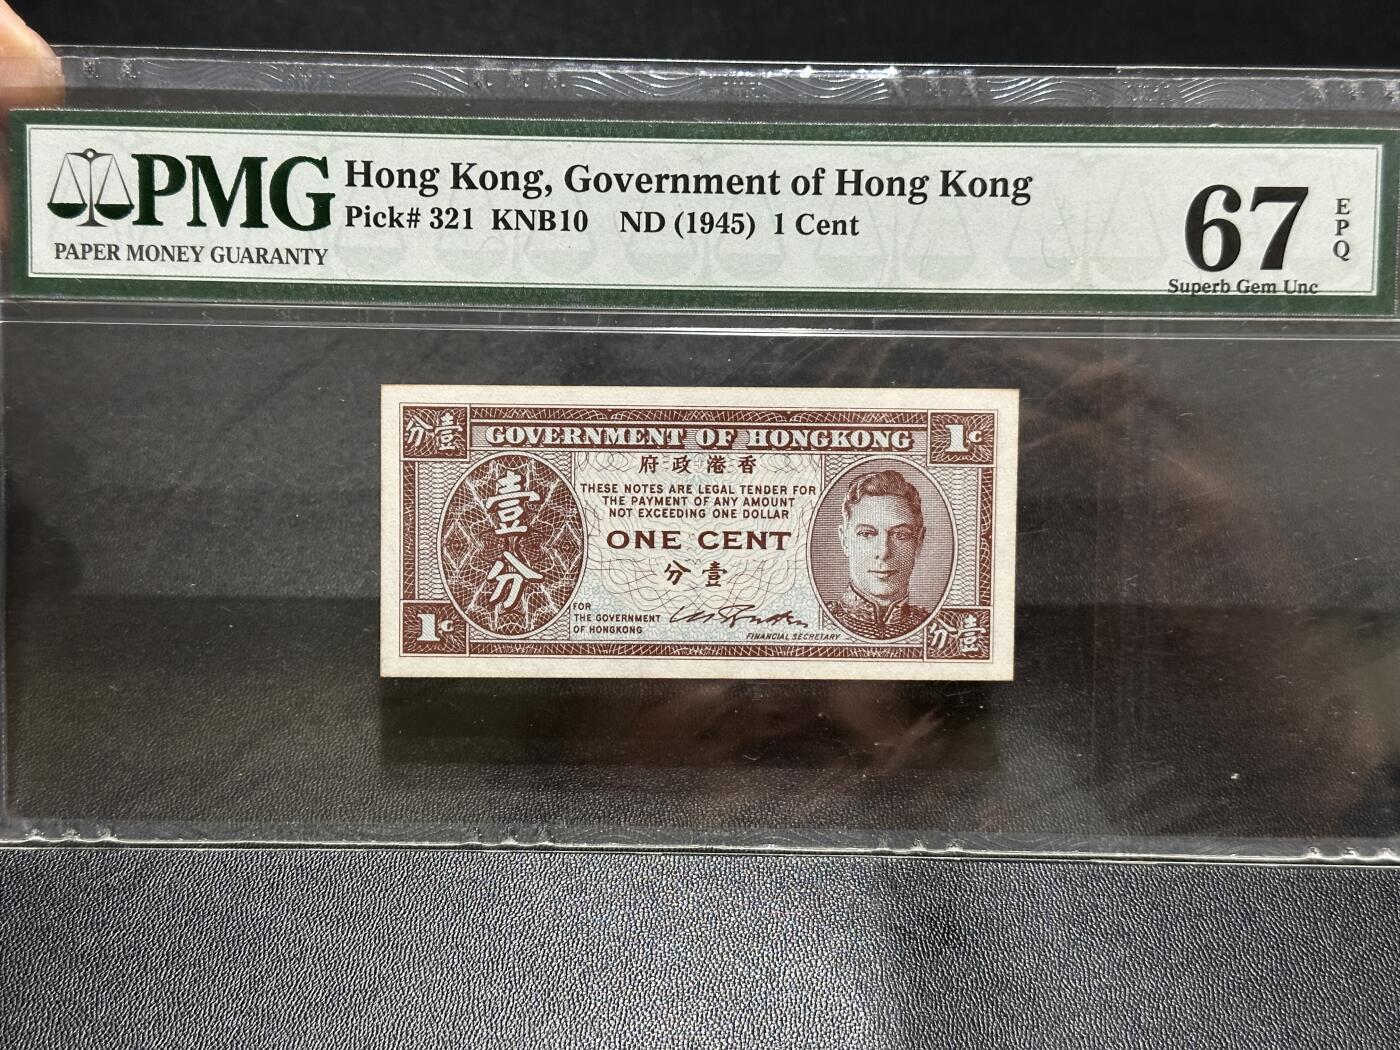 PMG
PAPER MONEY GUARANTY
Hong Kong, Government of Hong Kong
Pick# 321 KNB10 ND (1945) 1 Cent
67
EPQ
Superb Gem Unc
分壹
GOVERNMENT OF HONGKONG
1C
府政港香
THESE NOTES ARE LEGAL TENDER FOR
THE PAYMENT OF ANY AMOUNT
NOT EXCEEDING ONE DOLLAR
壹分
ONE CENT
分壹
FOR
THE GOVERNMENT
OF HONGKONG
FINANCIAL SECRETARY
1C
分壹